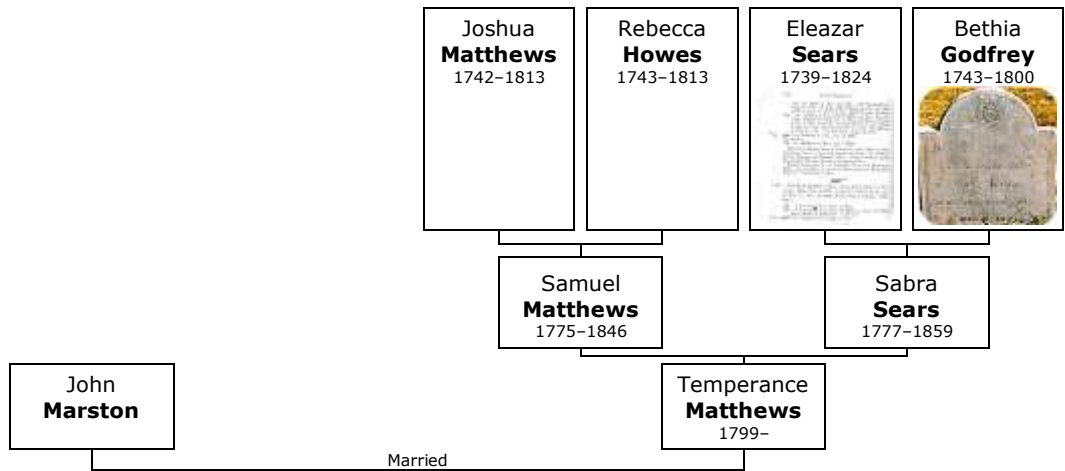 Joshua
Matthews
1742–1813
Rebecca
Howes
1743–1813
Eleazar
Sears
1739–1824
Bethia
Godfrey
1743–1800
Samuel
Matthews
1775–1846
Sabra
Sears
1777–1859
John
Marston
Temperance
Matthews
1799–
Married